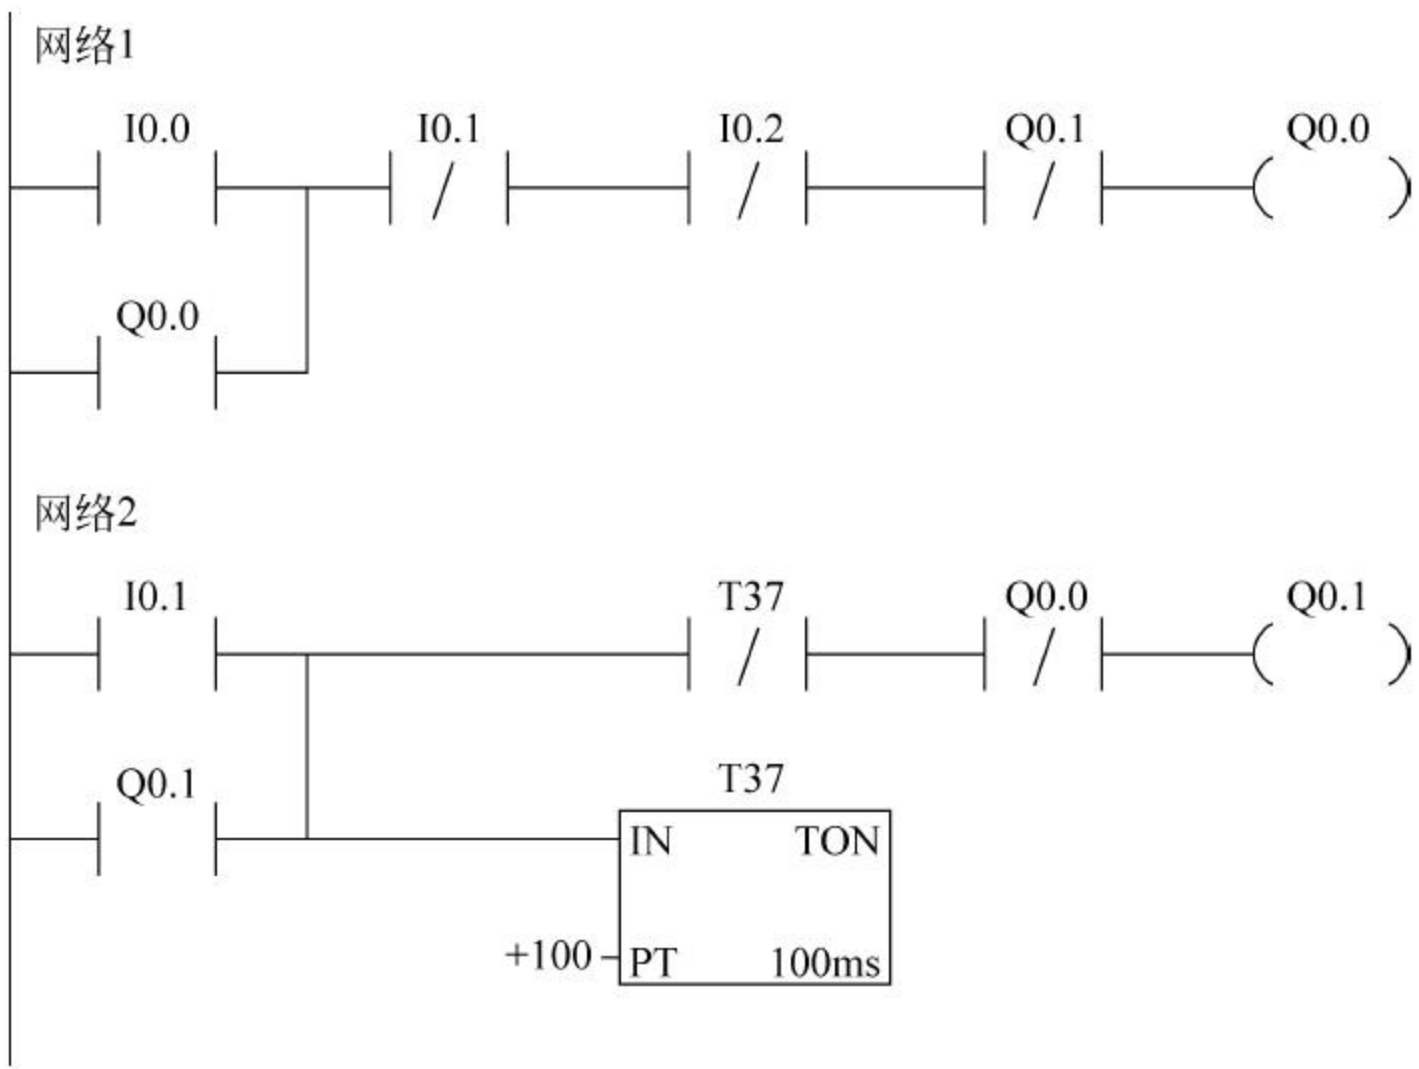 网络1
I0.0 I0.1 I0.2 Q0.1 Q0.0
Q0.0
网络2
I0.1 T37 Q0.0 Q0.1
Q0.1 T37
IN TON
+100 PT 100ms